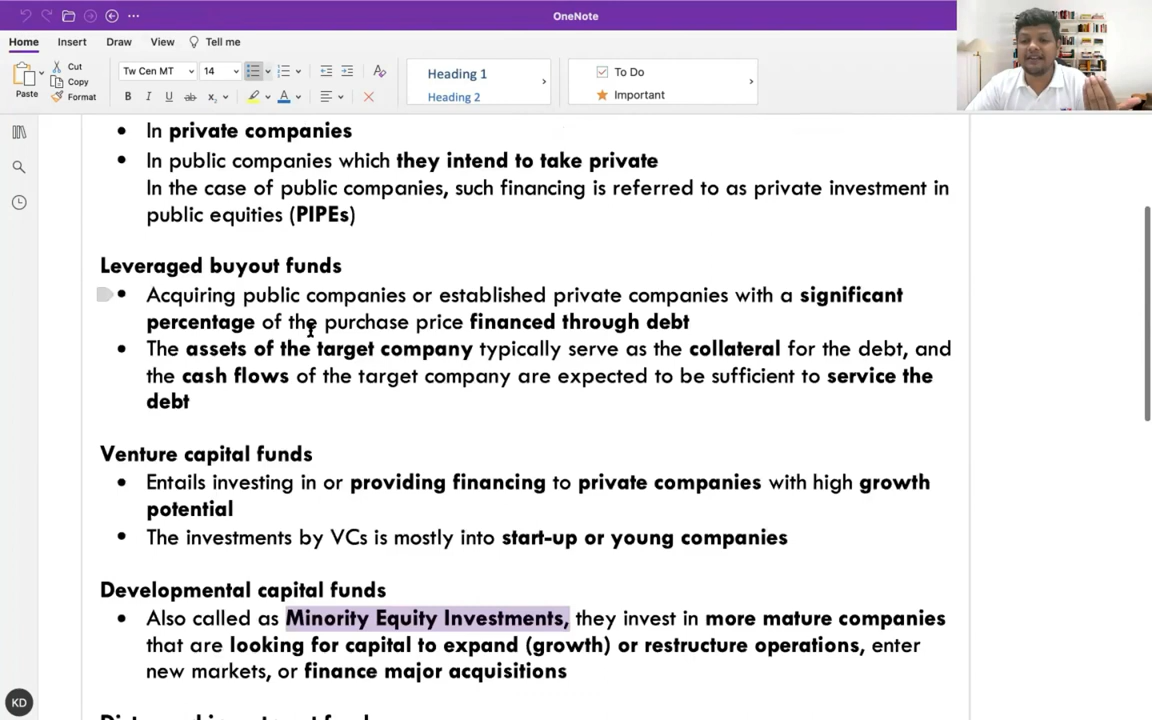 OneNote
Home Insert Draw View Tell me
Paste
Cut
Copy
Format
Tw Cen MT 14
B I U ab X₂ A
Heading 1
Heading 2
To Do
Important
• In private companies
• In public companies which they intend to take private
In the case of public companies, such financing is referred to as private investment in
public equities (PIPEs)
Leveraged buyout funds
• Acquiring public companies or established private companies with a significant
percentage of the purchase price financed through debt
• The assets of the target company typically serve as the collateral for the debt, and
the cash flows of the target company are expected to be sufficient to service the
debt
Venture capital funds
• Entails investing in or providing financing to private companies with high growth
potential
• The investments by VCs is mostly into start-up or young companies
Developmental capital funds
• Also called as Minority Equity Investments, they invest in more mature companies
that are looking for capital to expand (growth) or restructure operations, enter
new markets, or finance major acquisitions
KD